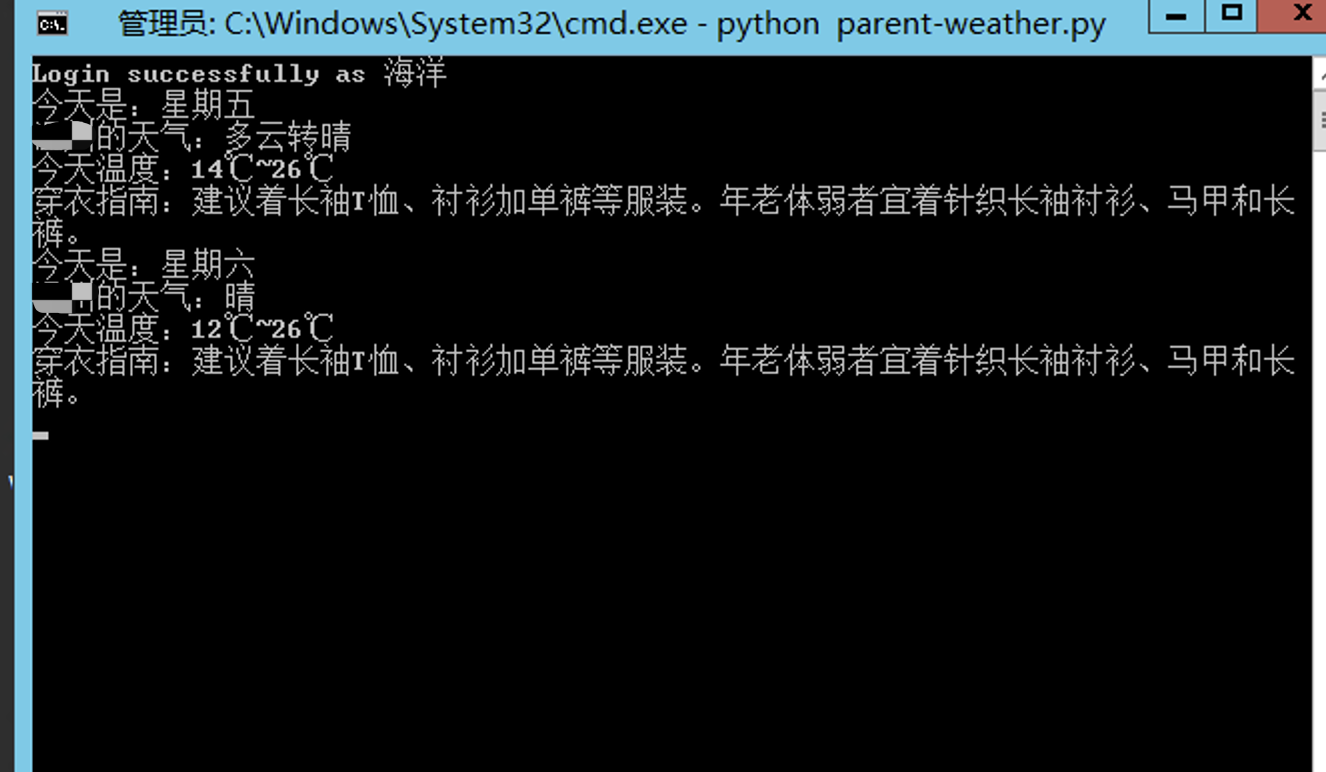 管理员: C:\Windows\System32\cmd.exe - python  parent-weather.py
Login successfully as 海洋
今天是：星期五
的天气：多云转晴
今天温度：14℃~26℃
穿衣指南：建议着长袖T恤、衬衫加单裤等服装。年老体弱者宜着针织长袖衬衫、马甲和长
裤。
今天是：星期六
的天气：晴
今天温度：12℃~26℃
穿衣指南：建议着长袖T恤、衬衫加单裤等服装。年老体弱者宜着针织长袖衬衫、马甲和长
裤。